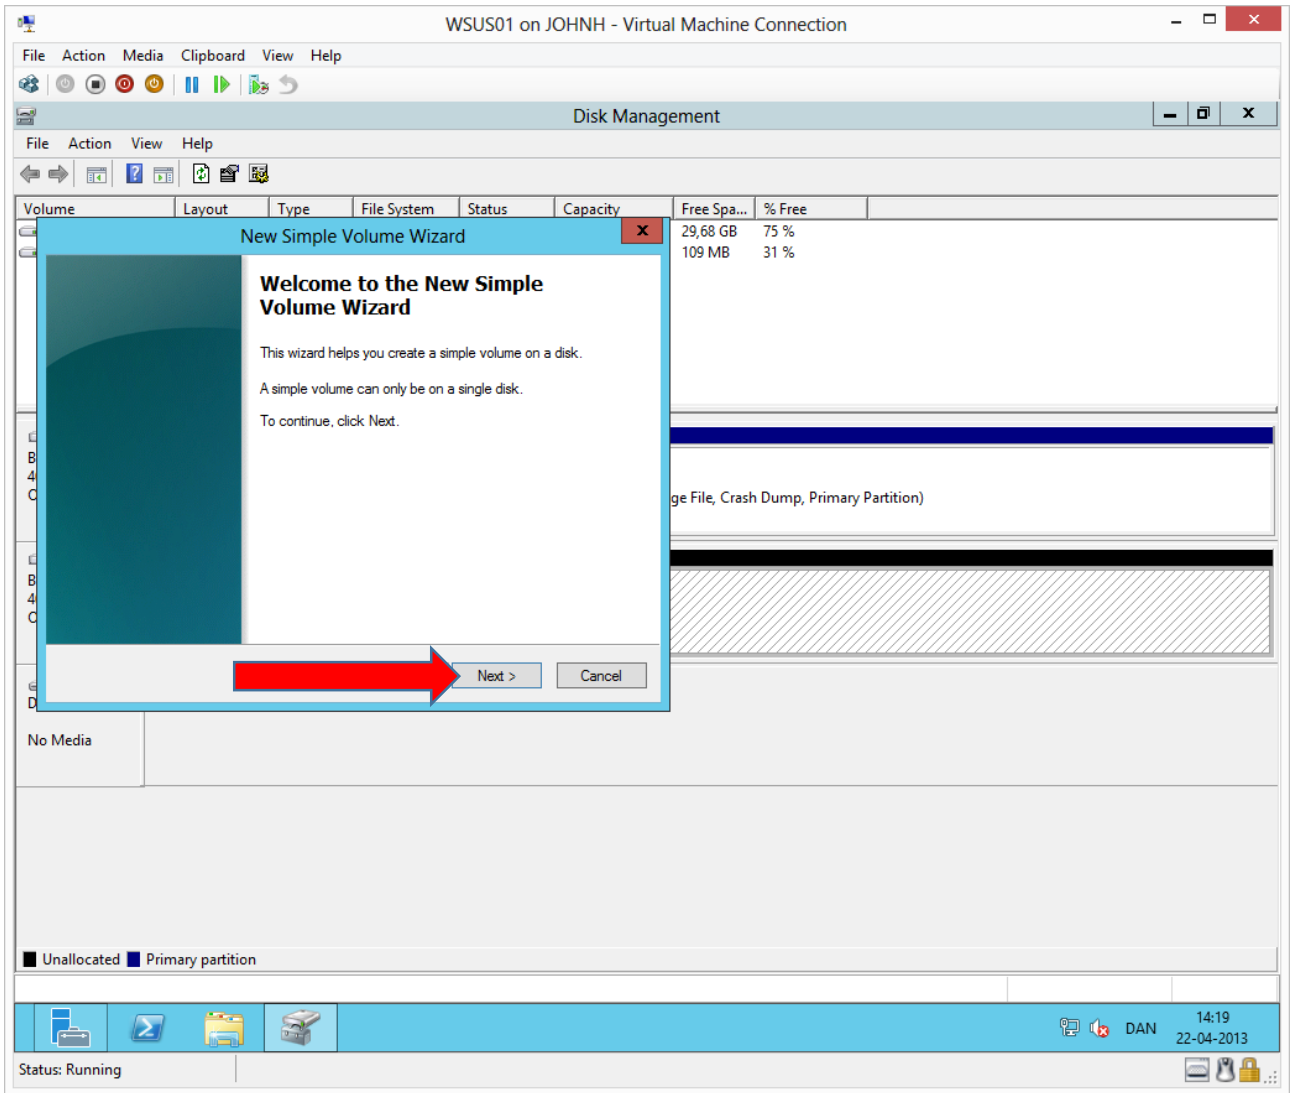 WSUS01 on JOHNH - Virtual Machine Connection
File Action Media Clipboard View Help
Disk Management
File Action View Help
Volume Layout Type File System Status Capacity Free Spa... % Free
29,68 GB 75 %
109 MB 31 %
New Simple Volume Wizard
Welcome to the New Simple
Volume Wizard
This wizard helps you create a simple volume on a disk.
A simple volume can only be on a single disk.
To continue, click Next.
ge File, Crash Dump, Primary Partition)
Next >
Cancel
No Media
Unallocated Primary partition
DAN
14:19
22-04-2013
Status: Running